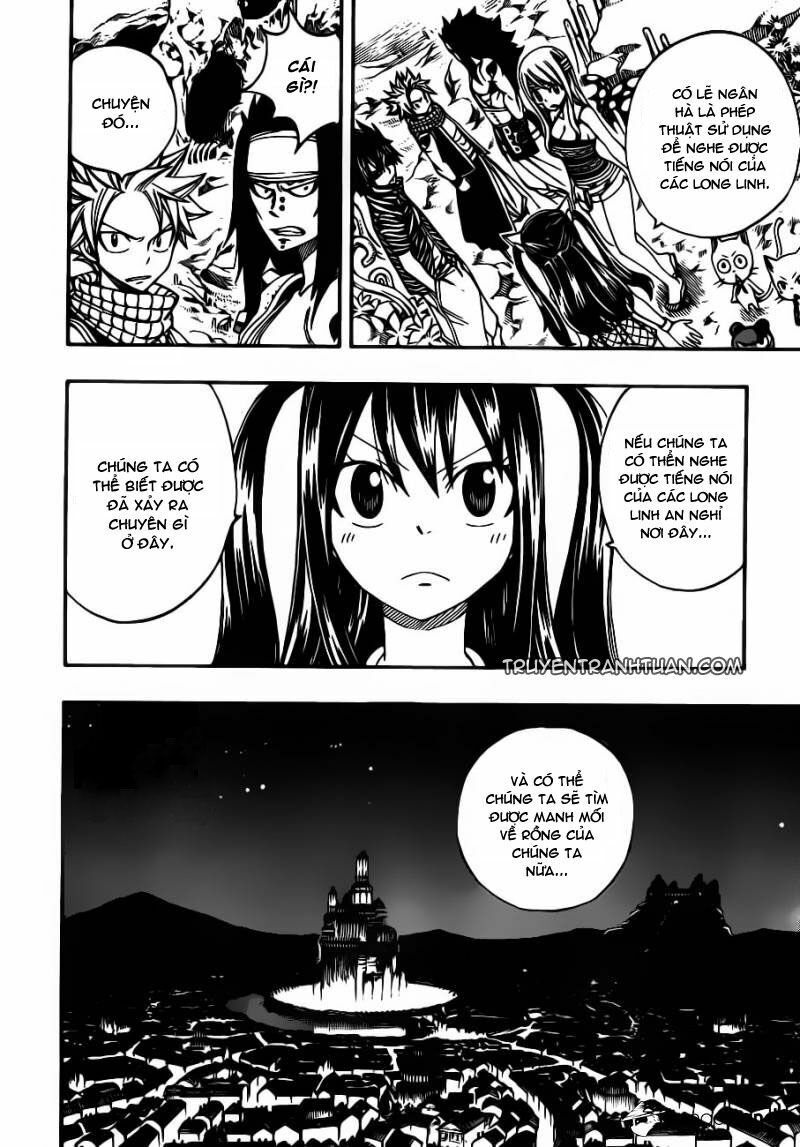 CÓ LẼ NGÂN
HÀ LÀ PHÉP
THUẬT SỬ DỤNG
ĐỂ NGHE ĐƯỢC
TIẾNG NÓI CỦA
CÁC LONG LINH.
CÁI
GÌ?!
CHUYỆN
ĐÓ...
NẾU CHÚNG TA
CÓ THỂN NGHE
ĐƯỢC TIẾNG NÓI
CỦA CÁC LONG
LINH AN NGHỈ
NƠI ĐÂY...
CHÚNG TA CÓ
THỂ BIẾT ĐƯỢC
ĐÃ XẢY RA
CHUYÊN GÌ
Ở ĐÂY.
TRUYENTRANHTUAN.COM
VÀ CÓ THỂ
CHÚNG TA SẼ TÌM
ĐƯỢC MANH MỐI
VỀ RỒNG CỦA
CHÚNG TA
NỮA...